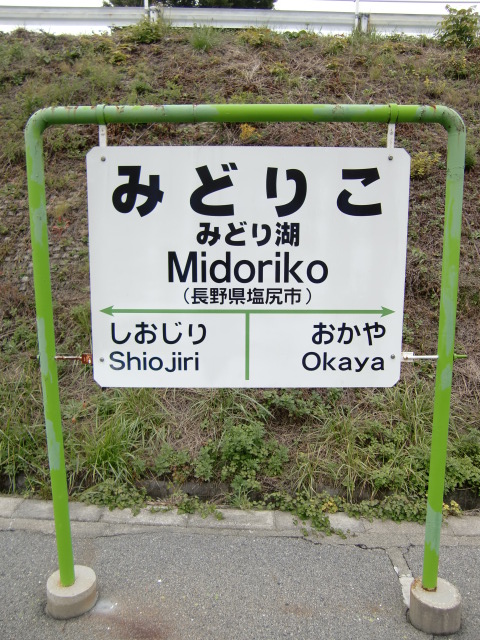 みどりこ
みどり湖
Midoriko
(長野県塩尻市)
しおじり おかや
Shiojiri Okaya